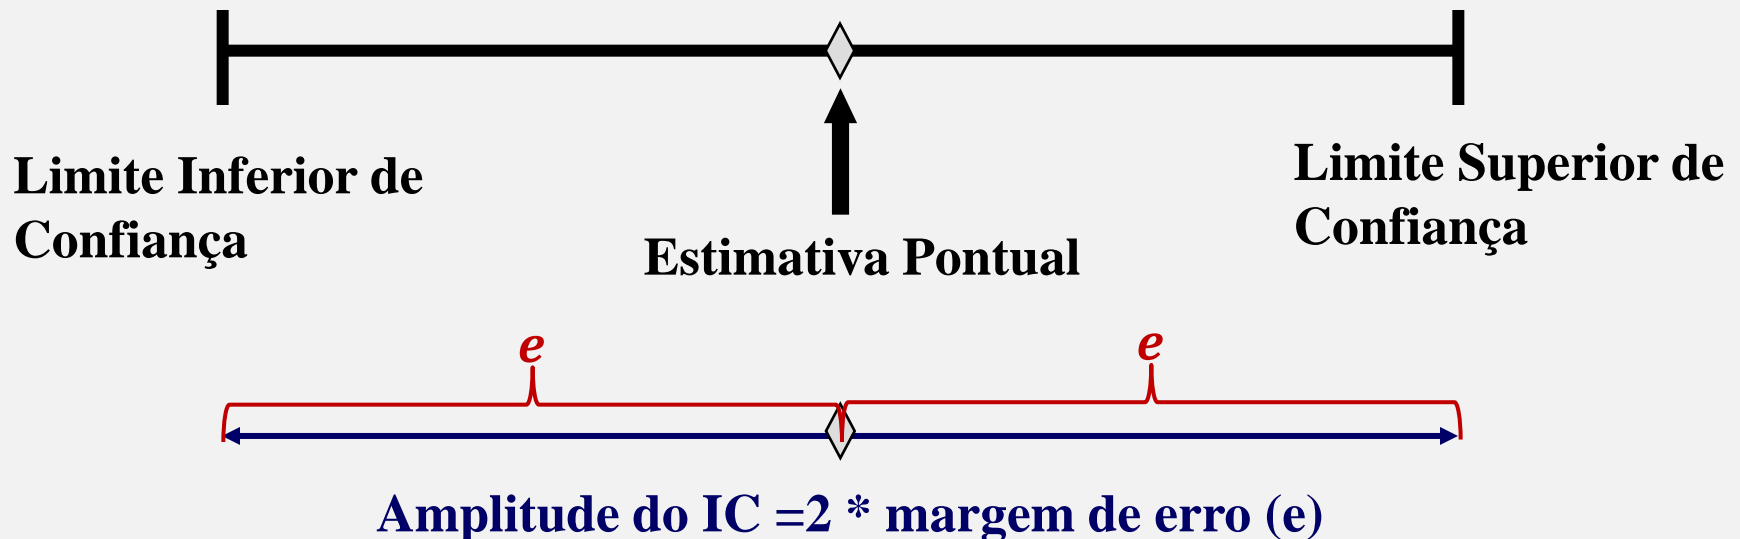 Limite Inferior de
Confiança
Estimativa Pontual
Limite Superior de
Confiança
e
e
Amplitude do IC =2 * margem de erro (e)